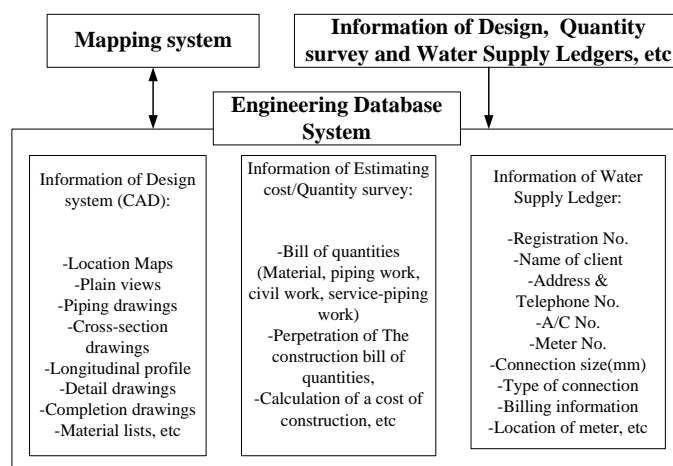 Mapping system
Information of Design, Quantity
survey and Water Supply Ledgers, etc
Engineering Database
System
Information of Design
system (CAD):
-Location Maps
-Plain views
-Piping drawings
-Cross-section
drawings
-Longitudinal profile
-Detail drawings
-Completion drawings
-Material lists, etc
Information of Estimating
cost/Quantity survey:
-Bill of quantities
(Material, piping work,
civil work, service-piping
work)
-Perpetration of The
construction bill of
quantities,
-Calculation of a cost of
construction, etc
Information of Water
Supply Ledger:
-Registration No.
-Name of client
-Address &
Telephone No.
-A/C No.
-Meter No.
-Connection size(mm)
-Type of connection
-Billing information
-Location of meter, etc